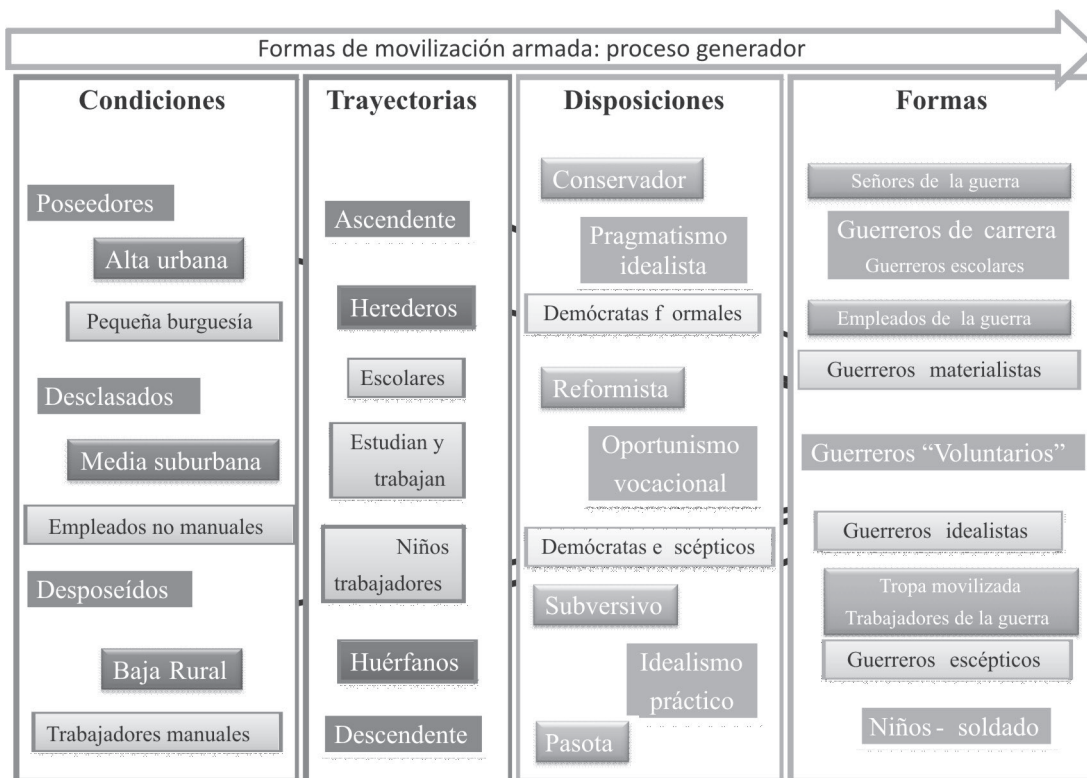 Formas de movilización armada: proceso generador
Condiciones
Poseedores
Alta urbana
Pequeña burguesía
Desclasados
Media suburbana
Empleados no manuales
Desposeídos
Baja Rural
Trabajadores manuales
Trayectorias
Ascendente
Herederos
Escolares
Estudian y
trabajan
Niños
trabajadores
Huérfanos
Descendente
Disposiciones
Conservador
Pragmatismo
idealista
Demócratas f ormales
Reformista
Oportunismo
vocacional
Demócratas e scépticos
Subversivo
Idealismo
práctico
Pasota
Formas
Señores de la guerra
Guerreros de carrera
Guerreros escolares
Empleados de la guerra
Guerreros materialistas
Guerreros “Voluntarios”
Guerreros idealistas
Tropa movilizada
Trabajadores de la guerra
Guerreros escépticos
Niños - soldado